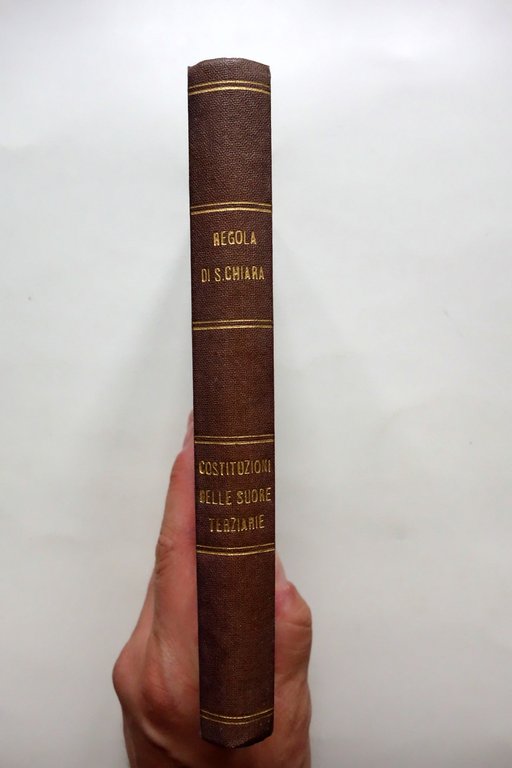 REGOLA
DI S.CHIARA
COSTITUZIONI
DELLE SUORE
TERZIARIE